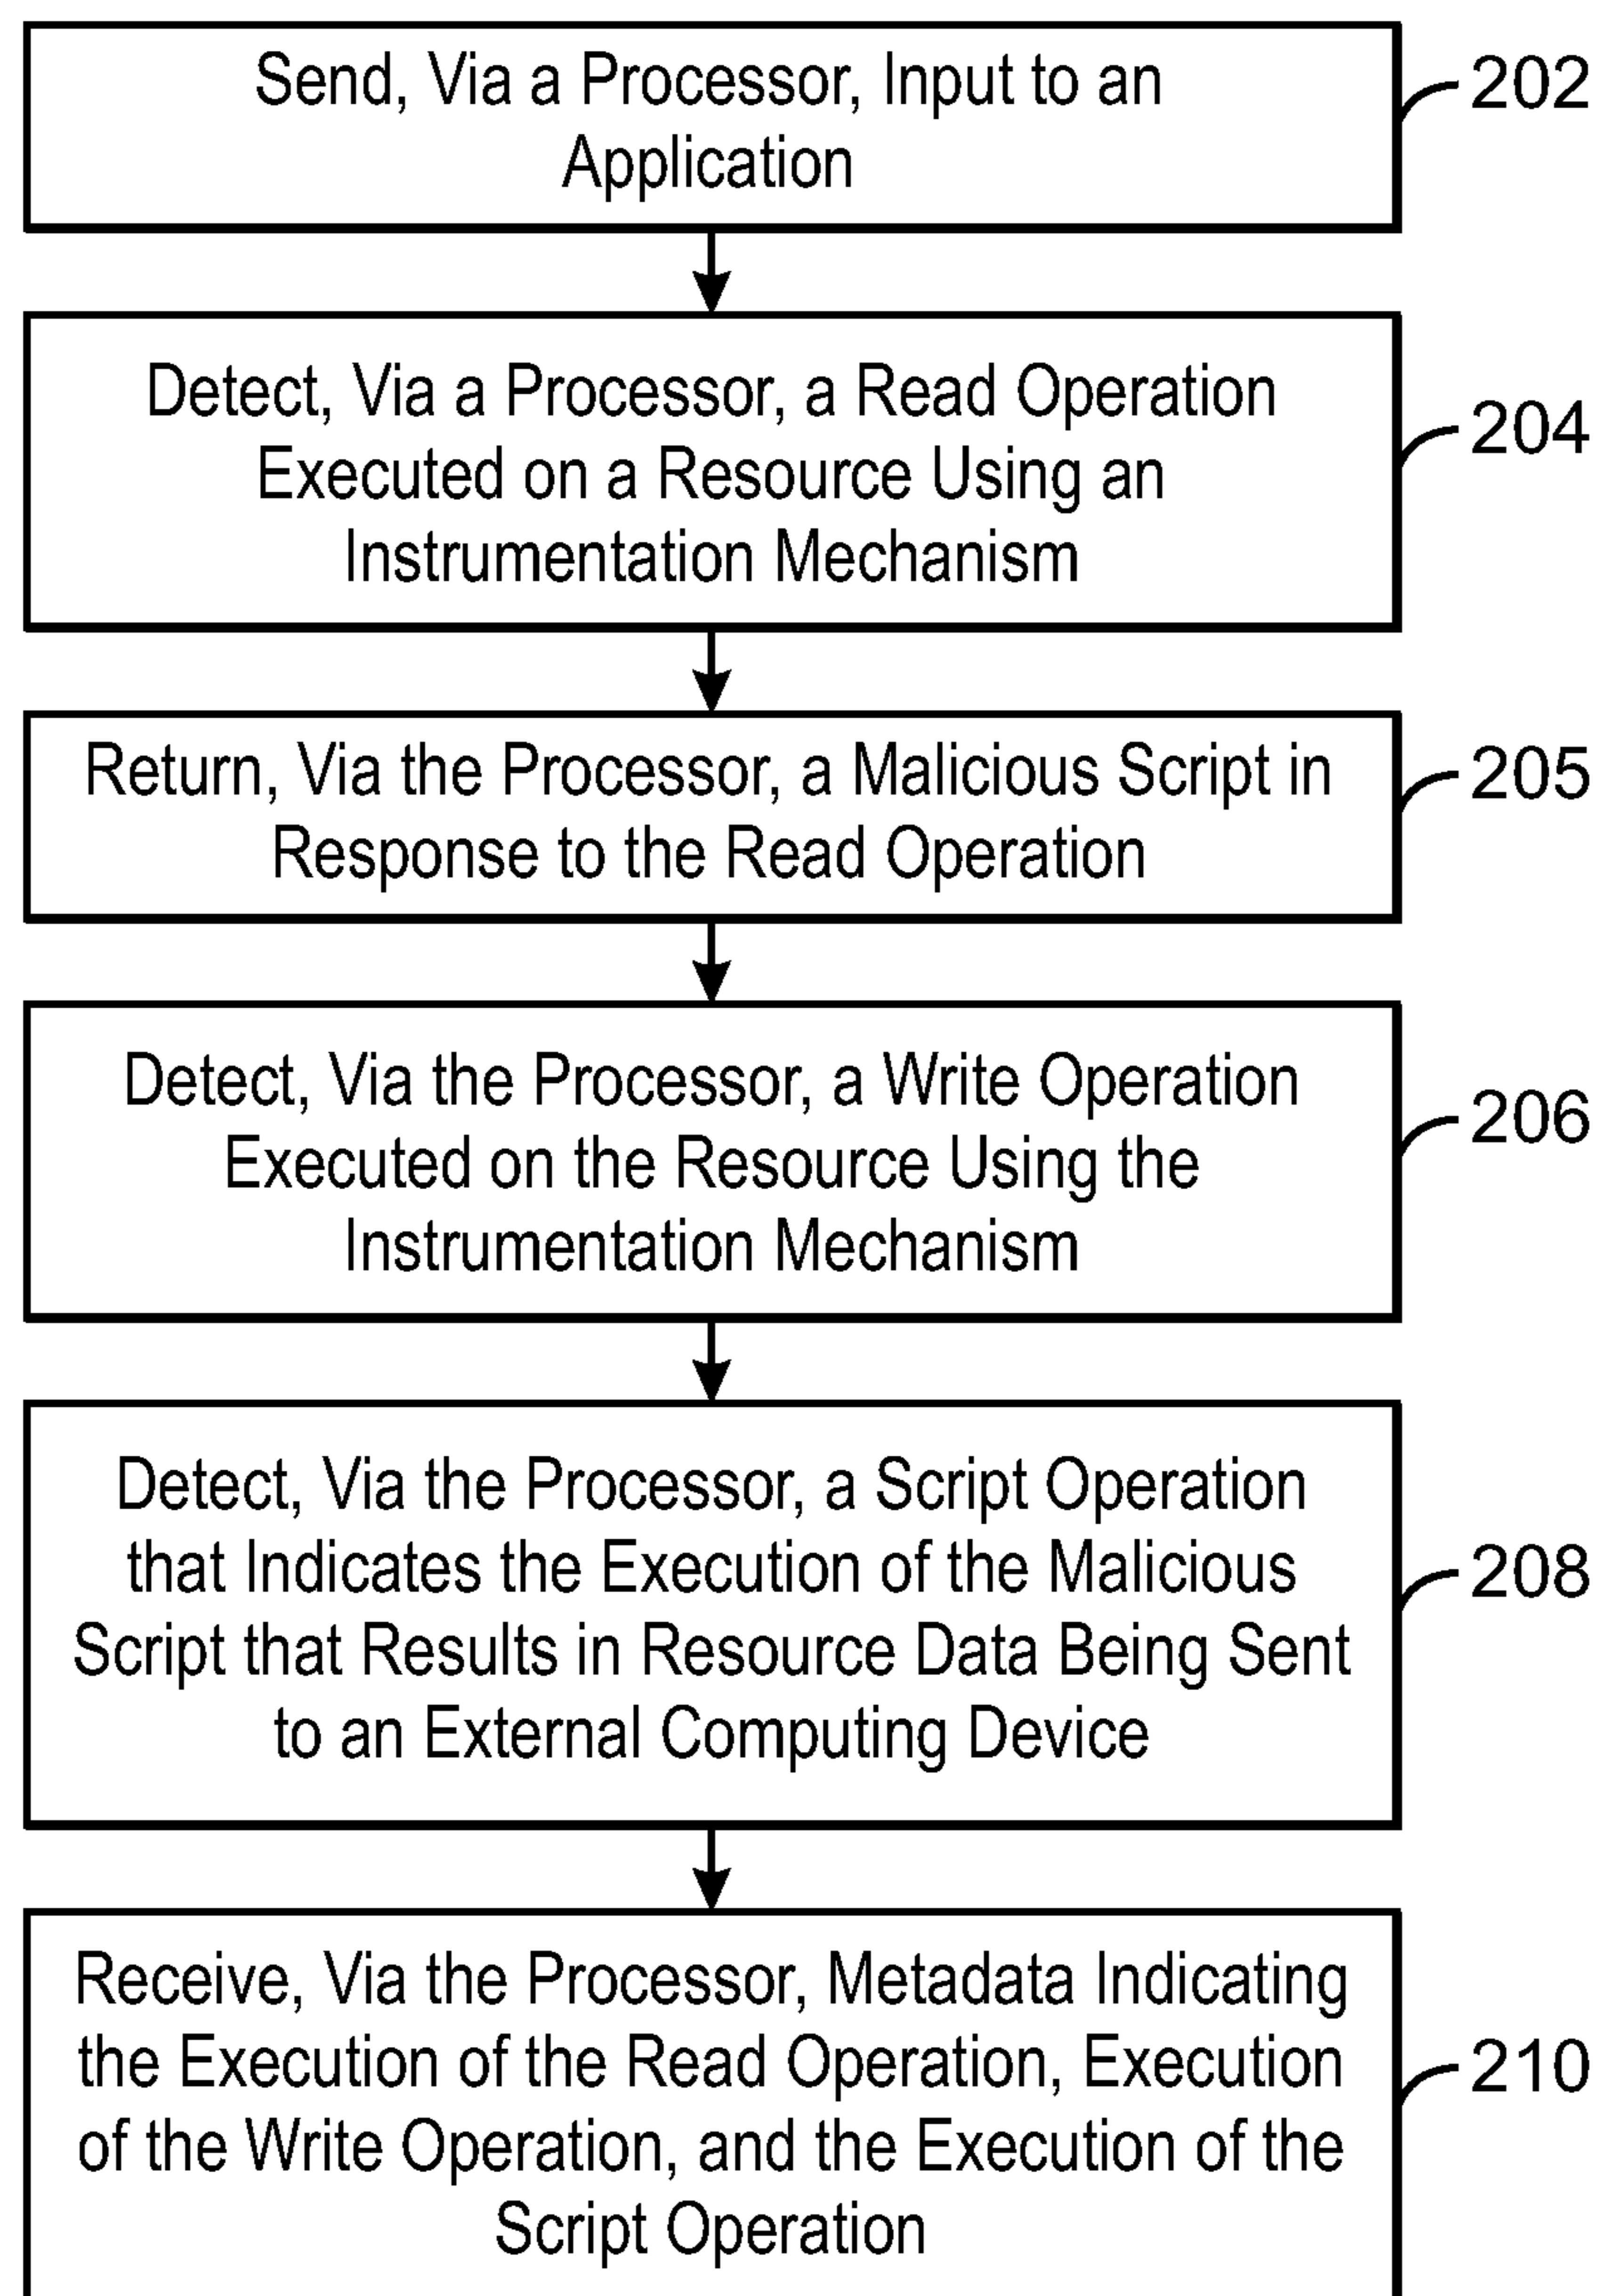 Send, Via a Processor, Input to an
Application
202
Detect, Via a Processor, a Read Operation
Executed on a Resource Using an
Instrumentation Mechanism
204
Return, Via the Processor, a Malicious Script in
Response to the Read Operation
205
Detect, Via the Processor, a Write Operation
Executed on the Resource Using the
Instrumentation Mechanism
206
Detect, Via the Processor, a Script Operation
that Indicates the Execution of the Malicious
Script that Results in Resource Data Being Sent
to an External Computing Device
208
Receive, Via the Processor, Metadata Indicating
the Execution of the Read Operation, Execution
of the Write Operation, and the Execution of the
Script Operation
210